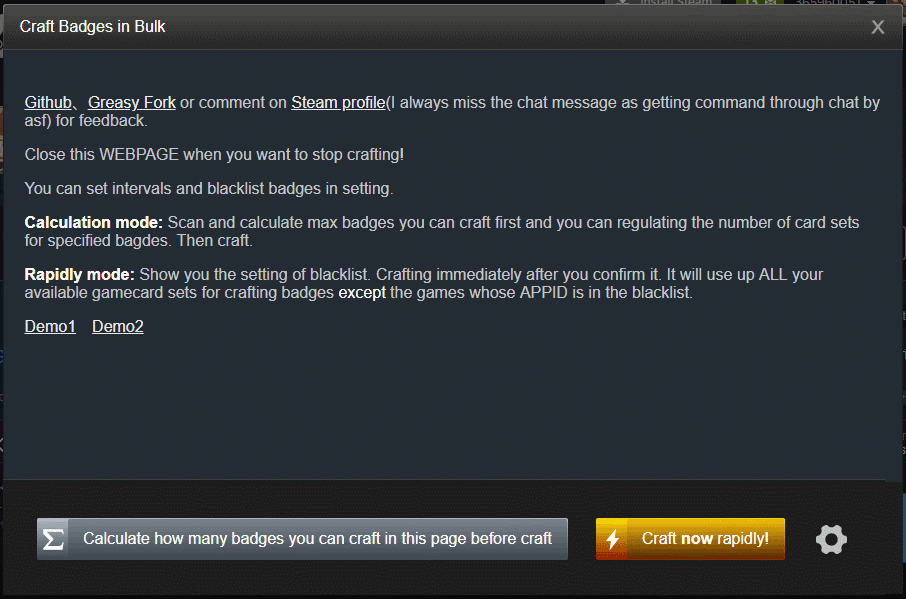 Install Steam
Craft Badges in Bulk
X
Github、Greasy Fork or comment on Steam profile(I always miss the chat message as getting command through chat by
asf) for feedback.
Close this WEBPAGE when you want to stop crafting!
You can set intervals and blacklist badges in setting.
Calculation mode: Scan and calculate max badges you can craft first and you can regulating the number of card sets
for specified bagdes. Then craft.
Rapidly mode: Show you the setting of blacklist. Crafting immediately after you confirm it. It will use up ALL your
available gamecard sets for crafting badges except the games whose APPID is in the blacklist.
Demo1 Demo2
Σ Calculate how many badges you can craft in this page before craft
Craft now rapidly!